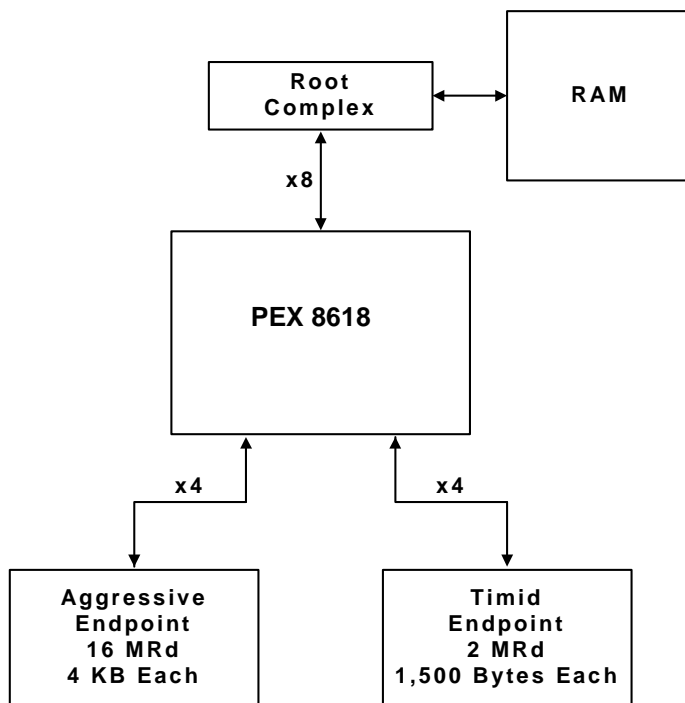 Root
Complex
RAM
x8
PEX 8618
x4
x4
Aggressive
Endpoint
16 MRd
4 KB Each
Timid
Endpoint
2 MRd
1,500 Bytes Each